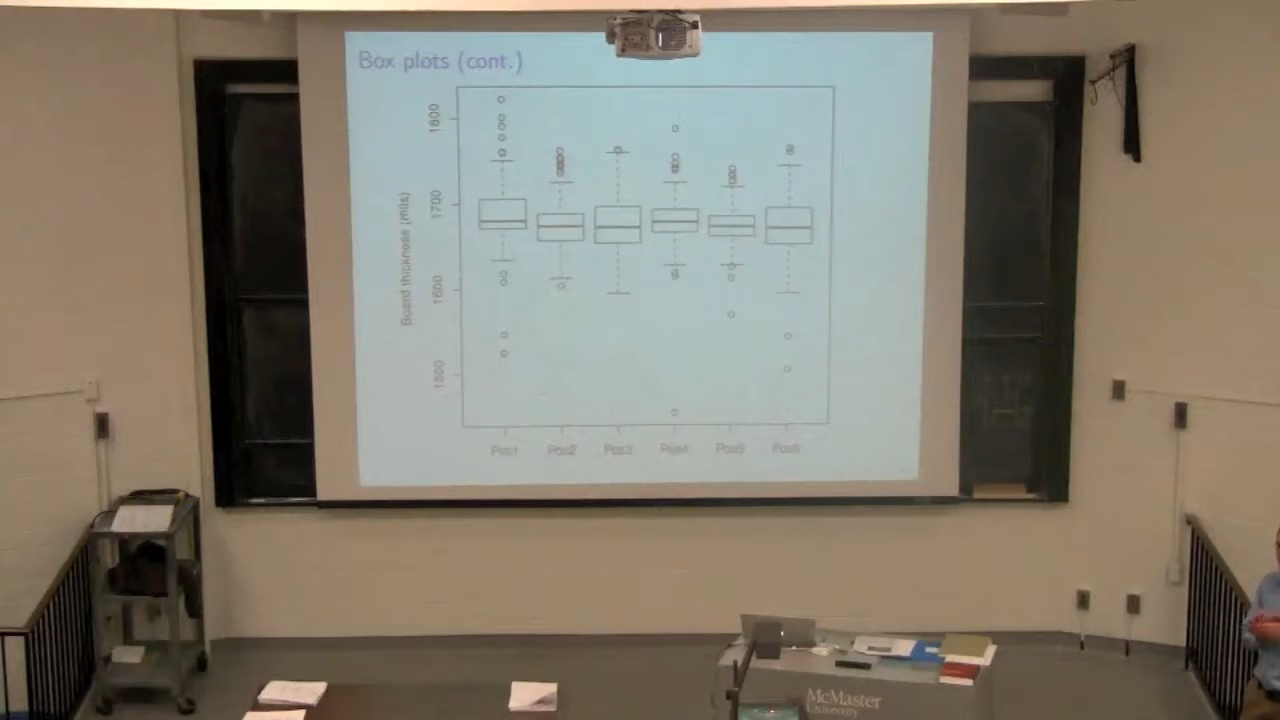 Box plots (cont.)
1800
1700
1600
1500
Board thickness (mils)
Pos1 Pos2 Pos3 Pos4 Pos5 Pos6
McMaster
University